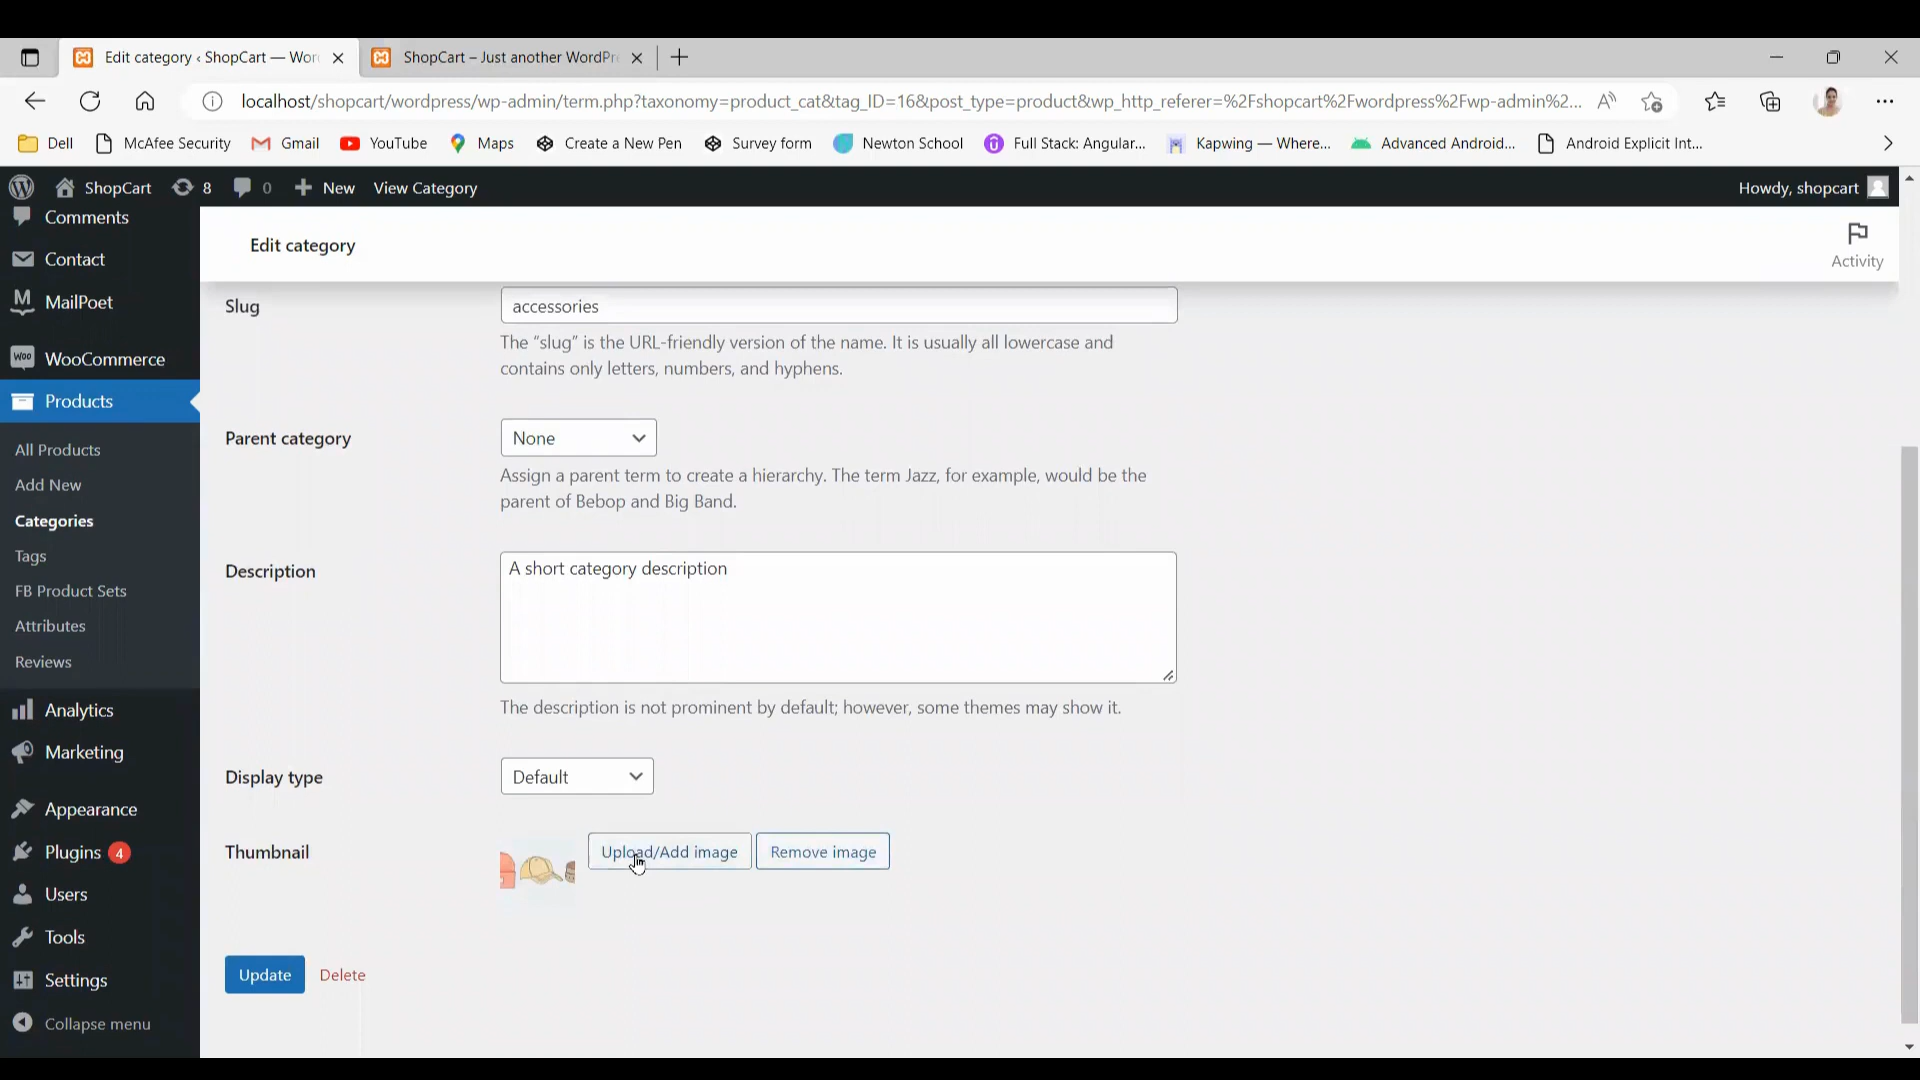 Edit category ‹ ShopCart — Wor
ShopCart – Just another WordPr
localhost/shopcart/wordpress/wp-admin/term.php?taxonomy=product_cat&tag_ID=16&post_type=product&wp_http_referer=%2Fshopcart%2Fwordpress%2Fwp-admin%2...
Dell
McAfee Security
Gmail
YouTube
Maps
Create a New Pen
Survey form
Newton School
Full Stack: Angular...
Kapwing — Where...
Advanced Android...
Android Explicit Int...
ShopCart
8
0
New
View Category
Howdy, shopcart
Comments
Contact
MailPoet
WooCommerce
Products
All Products
Add New
Categories
Tags
FB Product Sets
Attributes
Reviews
Analytics
Marketing
Appearance
Plugins 4
Users
Tools
Settings
Collapse menu
Edit category
Activity
Slug
accessories
The “slug” is the URL-friendly version of the name. It is usually all lowercase and
contains only letters, numbers, and hyphens.
Parent category
None
Assign a parent term to create a hierarchy. The term Jazz, for example, would be the
parent of Bebop and Big Band.
Description
A short category description
The description is not prominent by default; however, some themes may show it.
Display type
Default
Thumbnail
Upload/Add image
Remove image
Update
Delete